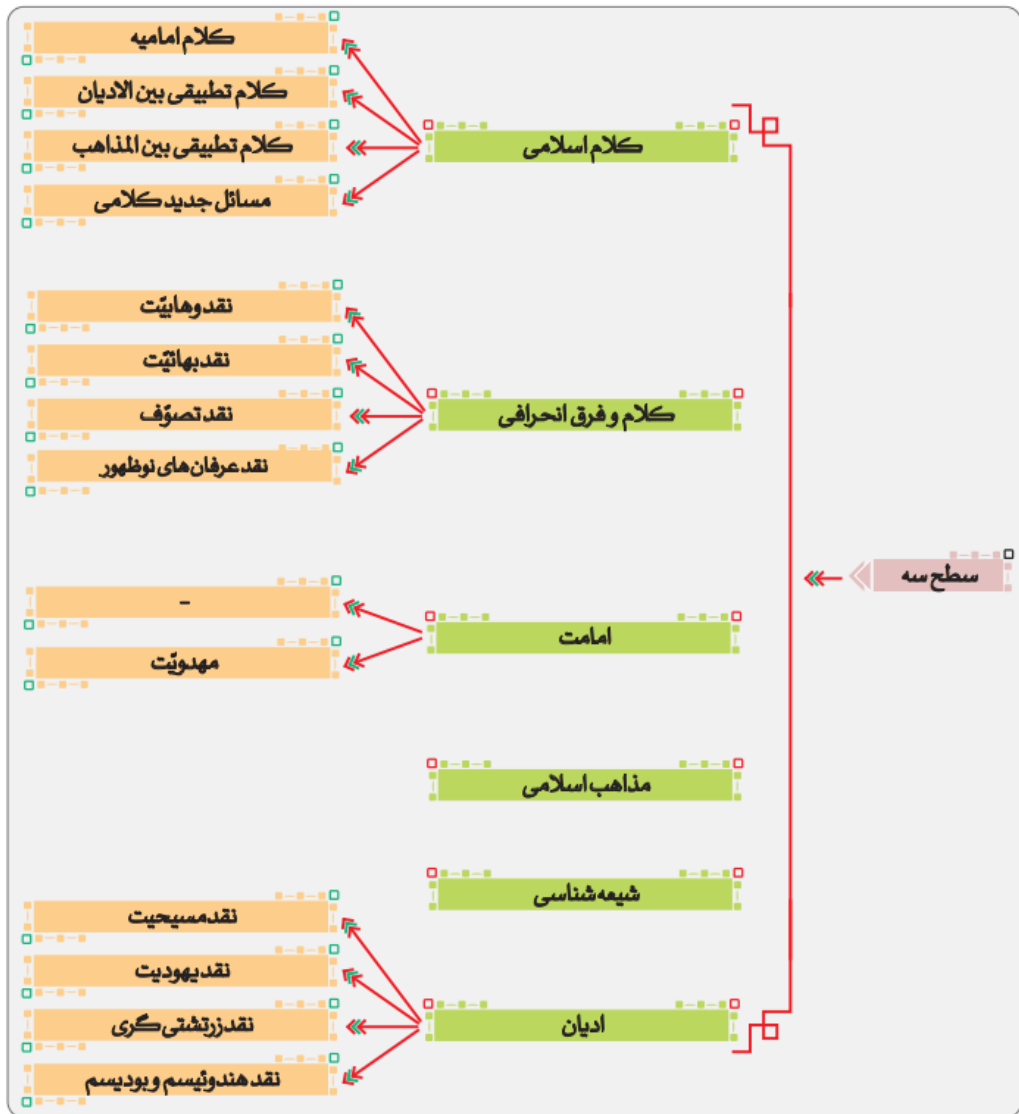 سطح سه
کلام اسلامی
کلام امامیه
کلام تطبیقی بین الادیان
کلام تطبیقی بین المذاهب
مسائل جدید کلامی
کلام و فرق انحرافی
نقد وهابیّت
نقد بهائیّت
نقد تصوّف
نقد عرفان های نوظهور
امامت
-
مهدویّت
مذاهب اسلامی
شیعه شناسی
ادیان
نقد مسیحیت
نقد یهودیت
نقد زرتشتی گری
نقد هندوئیسم و بودیسم